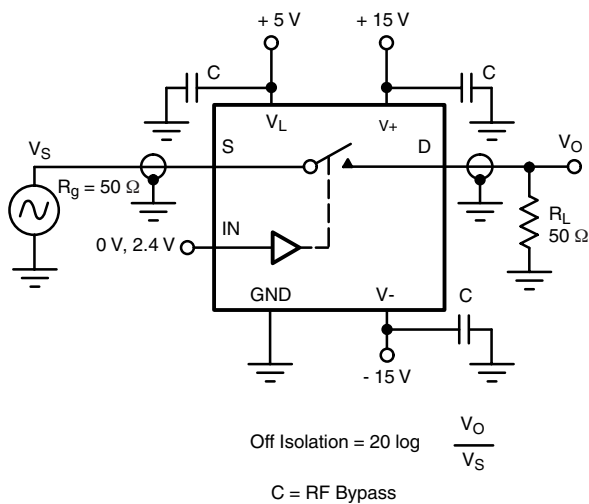 + 5 V
+ 15 V
C
C
V_L
V+
V_S
S
D
V_O
R_g = 50 Ω
R_L
50 Ω
IN
0 V, 2.4 V
GND
V-
C
- 15 V
Off Isolation = 20 log V_O / V_S
C = RF Bypass